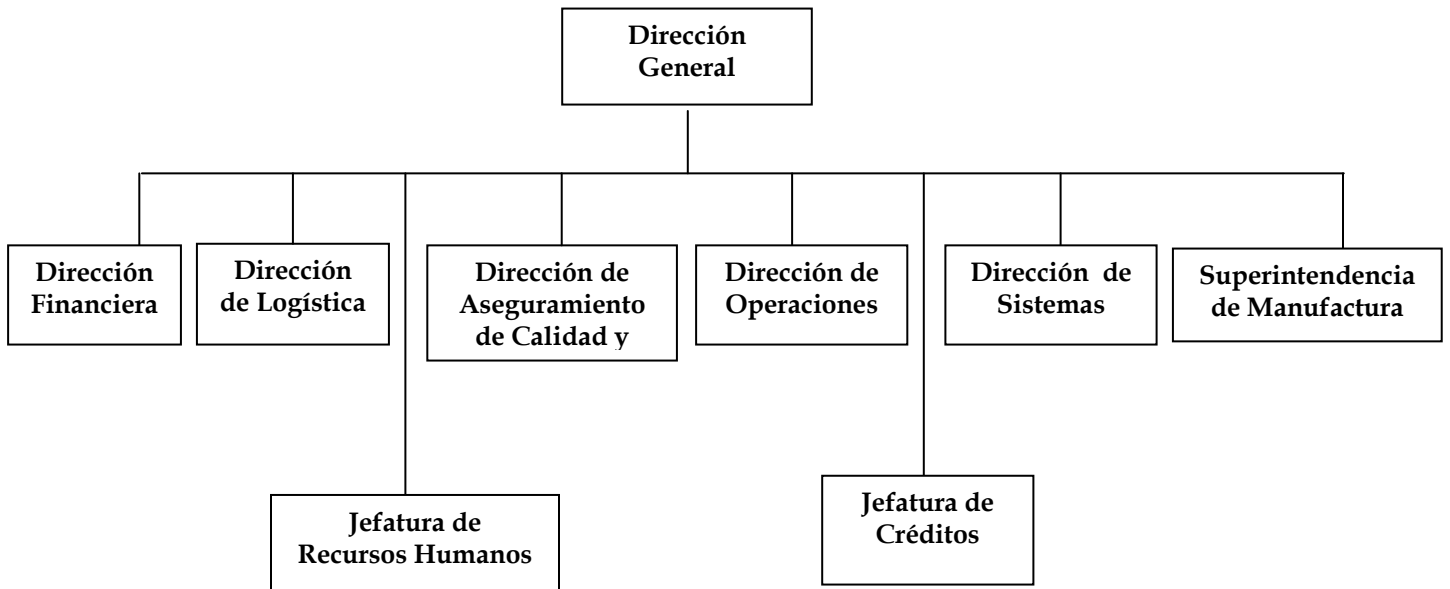 Dirección
General
Dirección
Financiera
Dirección
de Logística
Dirección de
Aseguramiento
de Calidad y
Dirección de
Operaciones
Dirección de
Sistemas
Superintendencia
de Manufactura
Jefatura de
Recursos Humanos
Jefatura de
Créditos